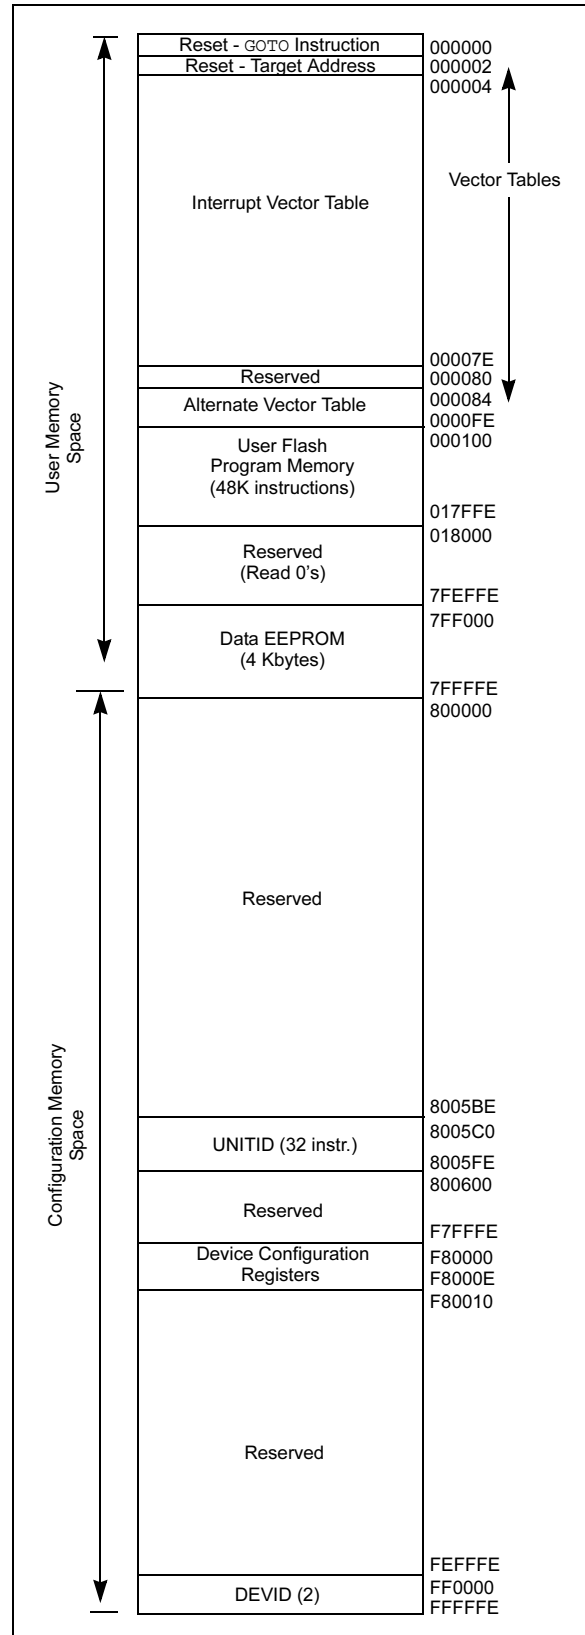 Reset - GOTO Instruction
000000
Reset - Target Address
000002
000004
Vector Tables
Interrupt Vector Table
00007E
Reserved
000080
Alternate Vector Table
000084
0000FE
User Memory
Space
User Flash
Program Memory
(48K instructions)
000100
017FFE
018000
Reserved
(Read 0's)
7FEFFE
7FF000
Data EEPROM
(4 Kbytes)
7FFFFE
800000
Reserved
Configuration Memory
Space
8005BE
8005C0
UNITID (32 instr.)
8005FE
800600
Reserved
F7FFFE
Device Configuration
Registers
F80000
F8000E
F80010
Reserved
FEFFFE
FF0000
DEVID (2)
FFFFFE